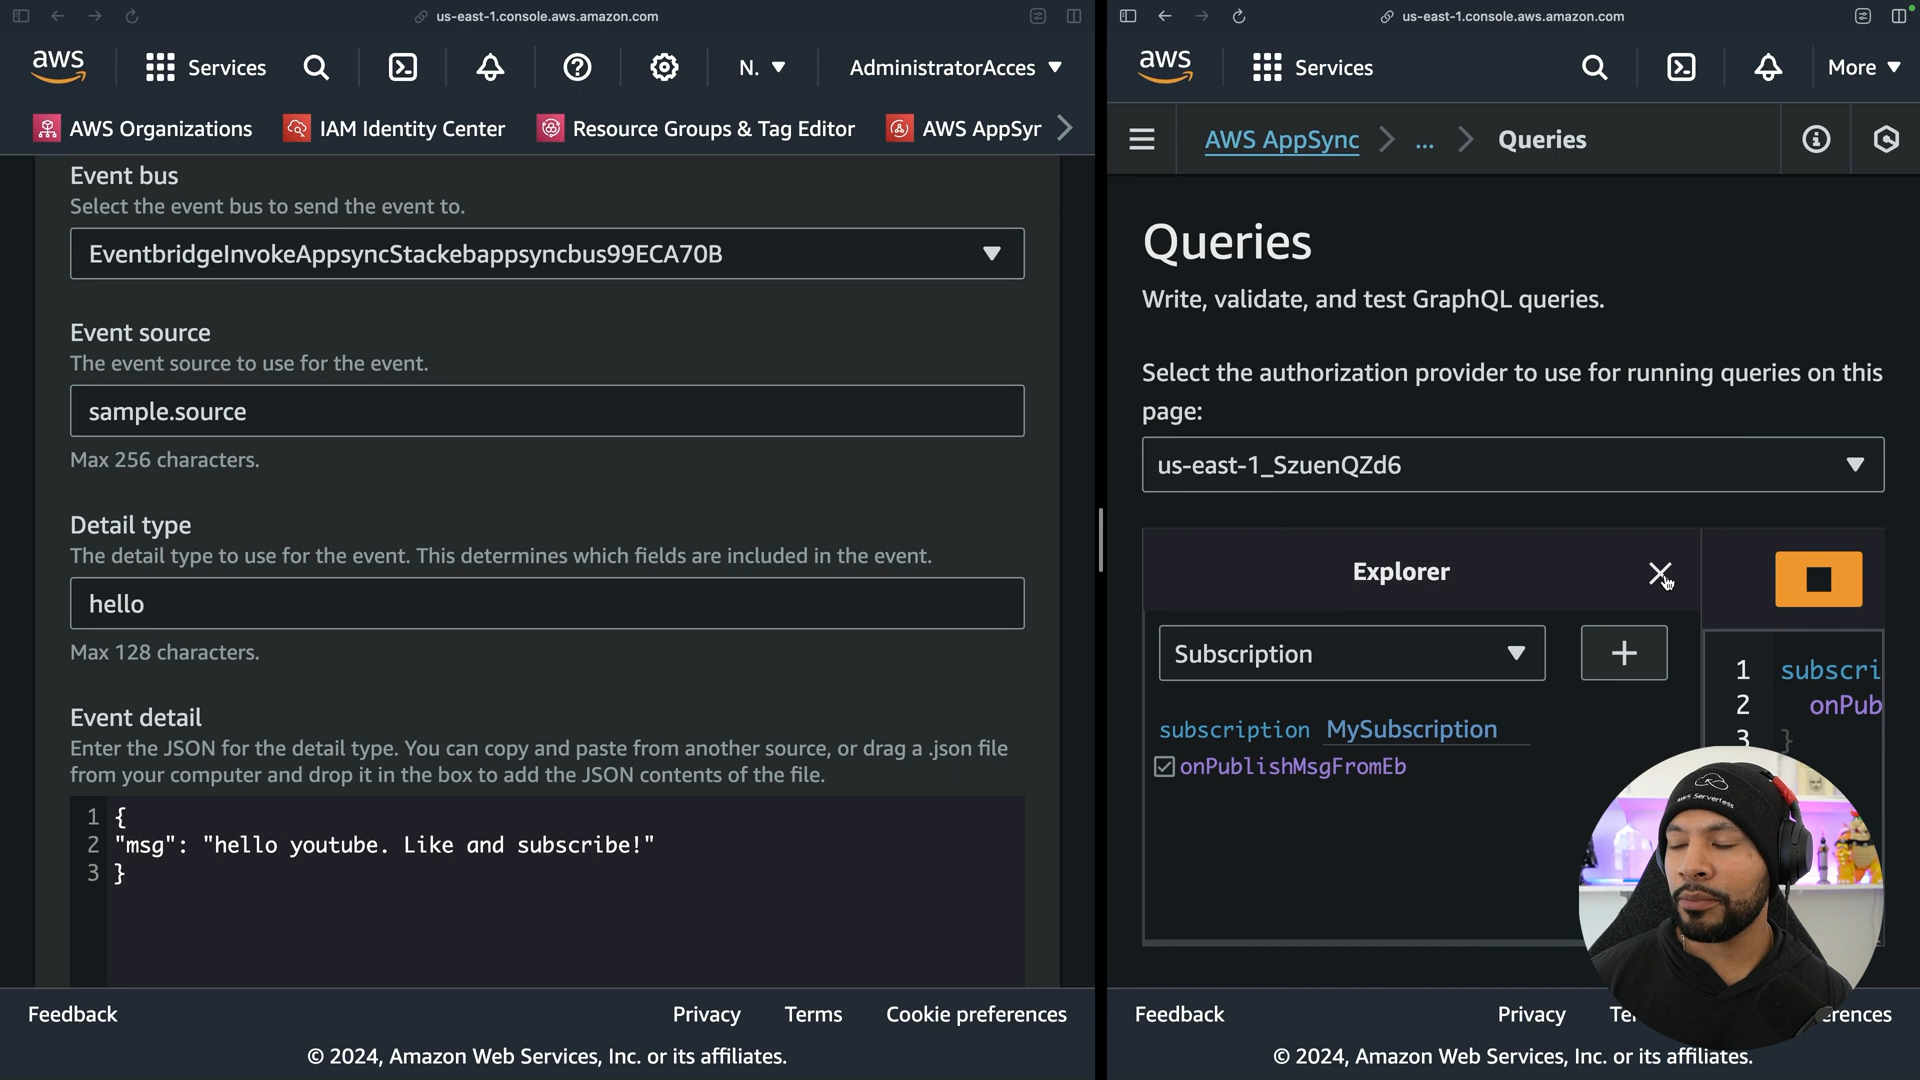 us-east-1.console.aws.amazon.com
aws
Services
N.
AdministratorAcces
AWS Organizations
IAM Identity Center
Resource Groups & Tag Editor
AWS AppSyr
Event bus
Select the event bus to send the event to.
EventbridgeInvokeAppsyncStackebappsyncbus99ECA70B
Event source
The event source to use for the event.
sample.source
Max 256 characters.
Detail type
The detail type to use for the event. This determines which fields are included in the event.
hello
Max 128 characters.
Event detail
Enter the JSON for the detail type. You can copy and paste from another source, or drag a .json file
from your computer and drop it in the box to add the JSON contents of the file.
1 {
2 "msg": "hello youtube. Like and subscribe!"
3 }
Feedback
Privacy
Terms
Cookie preferences
© 2024, Amazon Web Services, Inc. or its affiliates.
us-east-1.console.aws.amazon.com
aws
Services
More
AWS AppSync
...
Queries
Queries
Write, validate, and test GraphQL queries.
Select the authorization provider to use for running queries on this
page:
us-east-1_SzuenQZd6
Explorer
Subscription
+
subscription MySubscription
onPublishMsgFromEb
1 subscri
2 onPub
3 }
aws Serverless
Feedback
Privacy
Te
erences
© 2024, Amazon Web Services, Inc. or its affiliates.